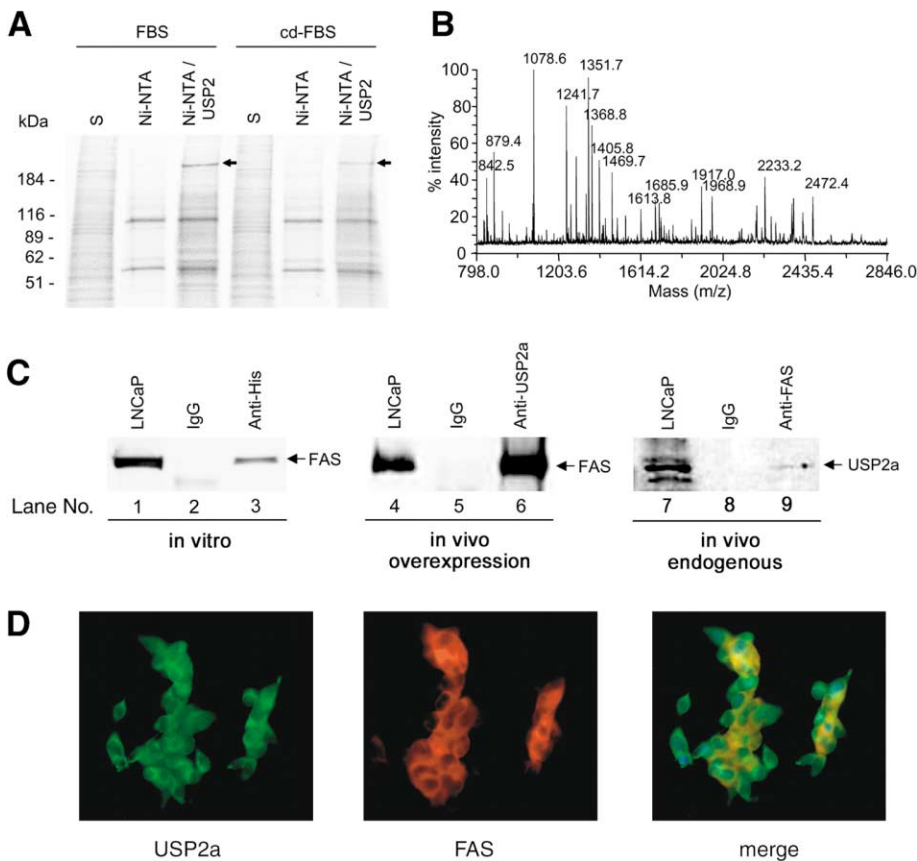 A
FBS
cd-FBS
kDa
S
Ni-NTA
Ni-NTA /
USP2
S
Ni-NTA
Ni-NTA /
USP2
184 -
116 -
89 -
62 -
51 -
B
% intensity
100
80
60
40
20
0
842.5
879.4
1078.6
1241.7
1351.7
1368.8
1405.8
1469.7
1613.8
1685.9
1917.0
1968.9
2233.2
2472.4
798.0 1203.6 1614.2 2024.8 2435.4 2846.0
Mass (m/z)
C
LNCaP
IgG
Anti-His
FAS
LNCaP
IgG
Anti-USP2a
FAS
LNCaP
IgG
Anti-FAS
USP2a
Lane No. 1 2 3 4 5 6 7 8 9
in vitro
in vivo
overexpression
in vivo
endogenous
D
USP2a
FAS
merge